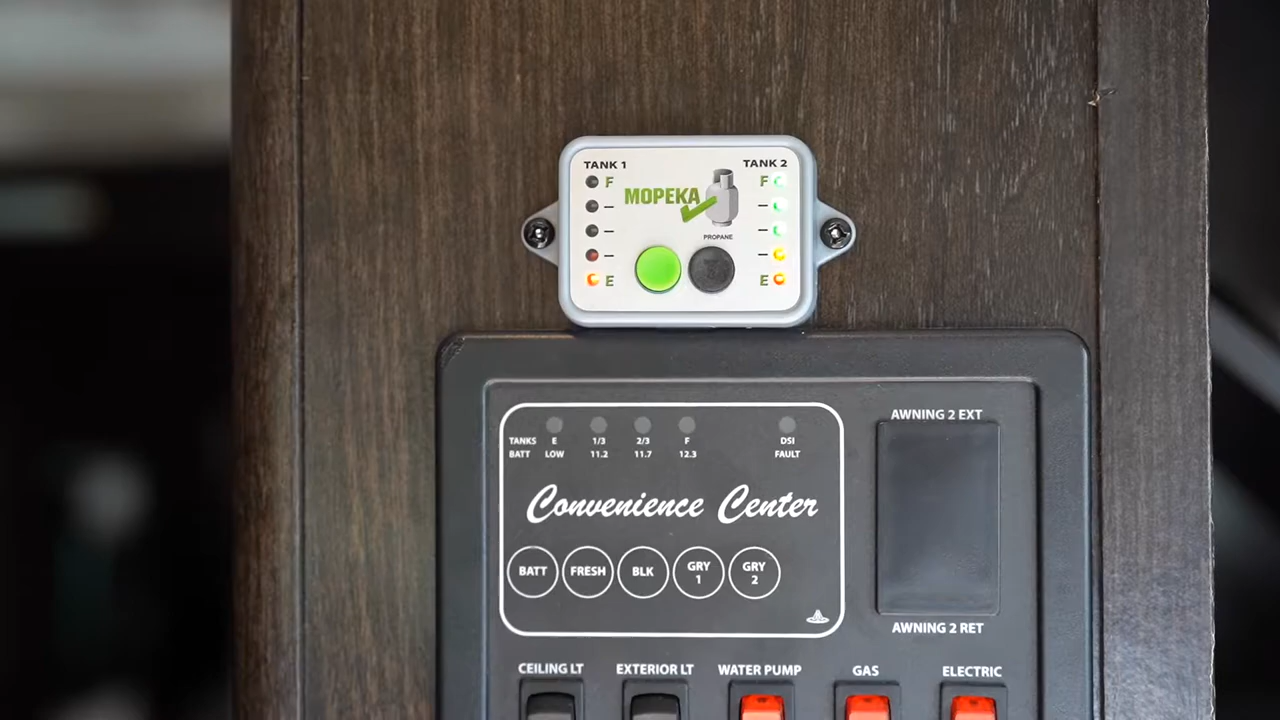 TANK 1 TANK 2
F F
MOPEKA
— —
— —
PROPANE
— —
E E
AWNING 2 EXT
TANKS E 1/3 2/3 F DSI
BATT LOW 11.2 11.7 12.3 FAULT
Convenience Center
BATT FRESH BLK GRY 1 GRY 2
AWNING 2 RET
CEILING LT EXTERIOR LT WATER PUMP GAS ELECTRIC